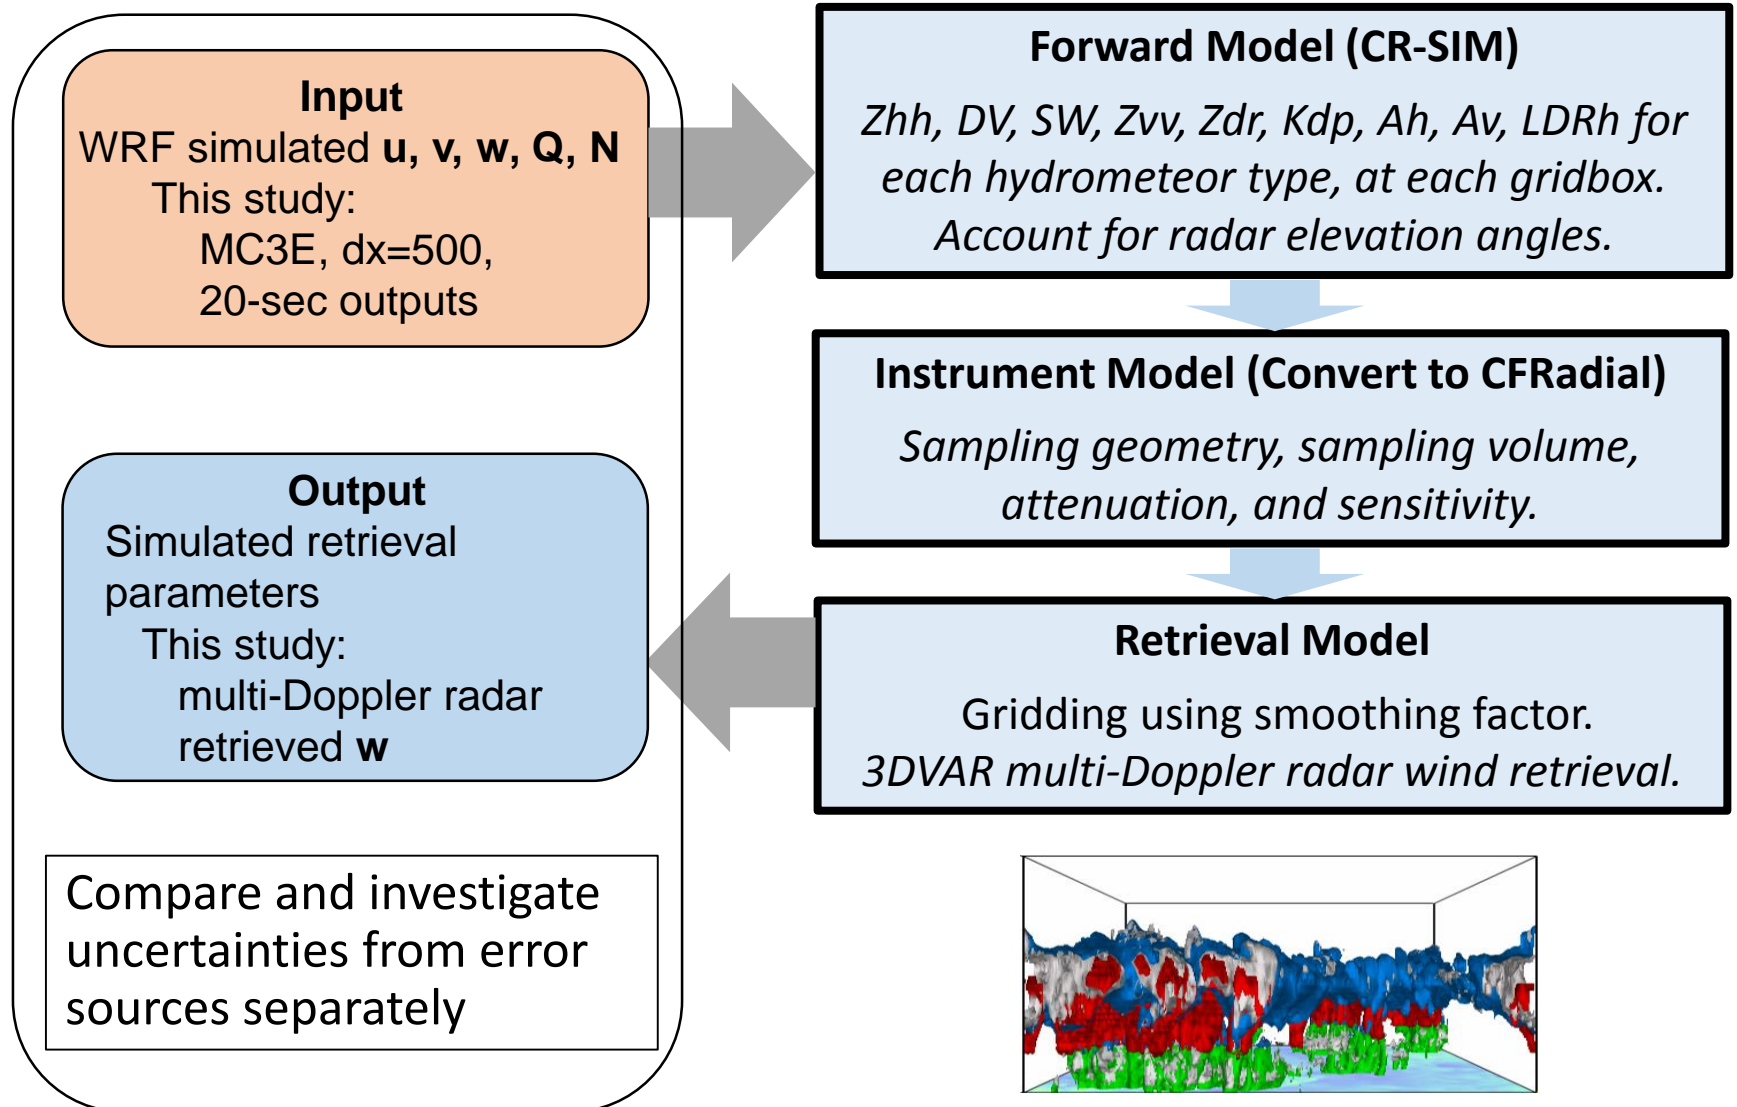 Input
WRF simulated u, v, w, Q, N
This study:
MC3E, dx=500,
20-sec outputs
Forward Model (CR-SIM)
Zhh, DV, SW, Zvv, Zdr, Kdp, Ah, Av, LDRh for
each hydrometeor type, at each gridbox.
Account for radar elevation angles.
Instrument Model (Convert to CFRadial)
Sampling geometry, sampling volume,
attenuation, and sensitivity.
Retrieval Model
Gridding using smoothing factor.
3DVAR multi-Doppler radar wind retrieval.
Output
Simulated retrieval
parameters
This study:
multi-Doppler radar
retrieved w
Compare and investigate
uncertainties from error
sources separately